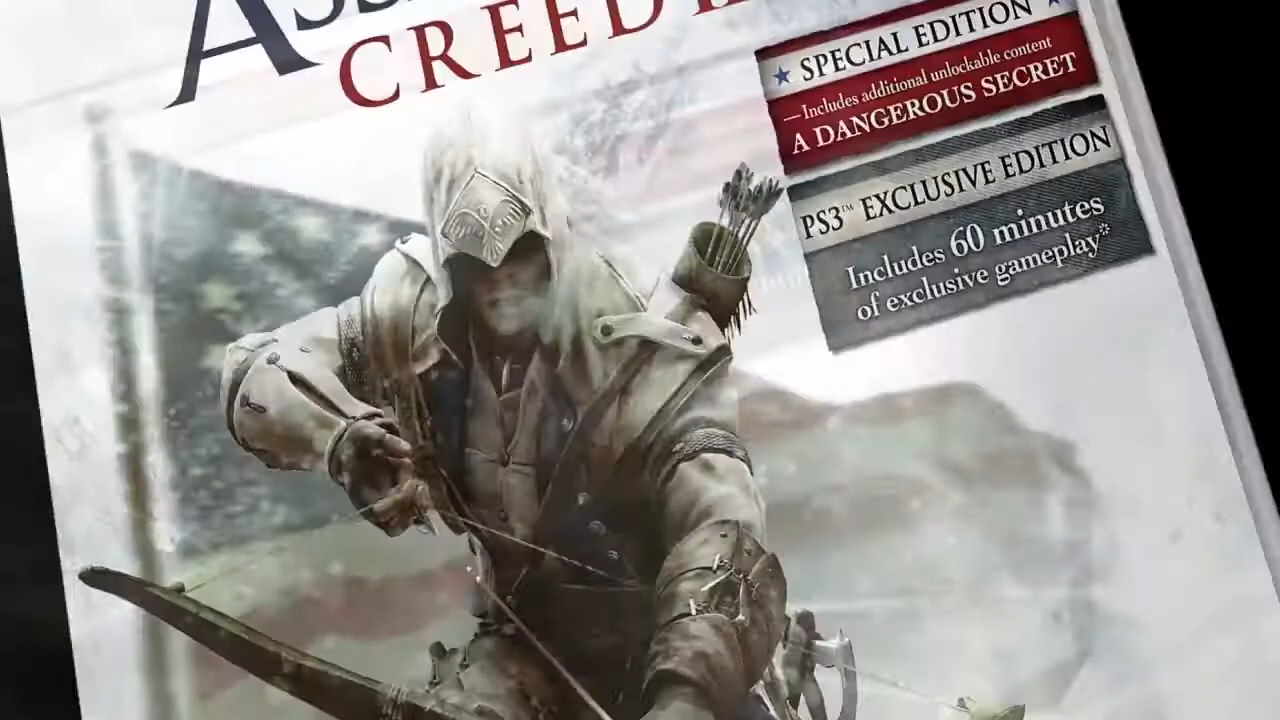 CREED
★ SPECIAL EDITION ★
—Includes additional unlockable content
A DANGEROUS SECRET
PS3™ EXCLUSIVE EDITION
Includes 60 minutes
of exclusive gameplay*